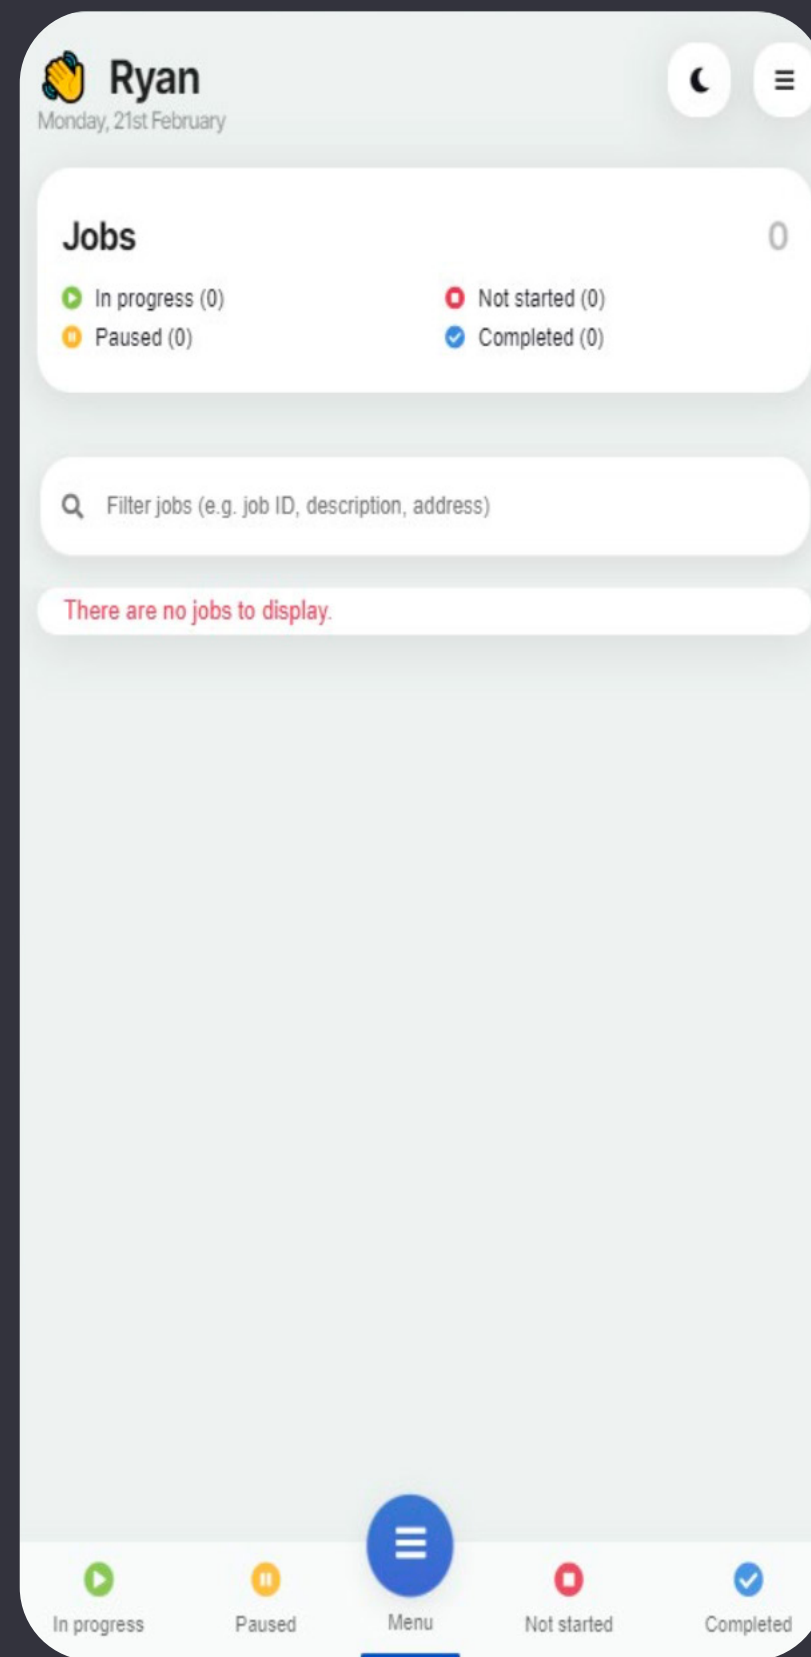 Ryan
Monday, 21st February
Jobs 0
In progress (0) Not started (0)
Paused (0) Completed (0)
Filter jobs (e.g. job ID, description, address)
There are no jobs to display.
In progress Paused Menu Not started Completed